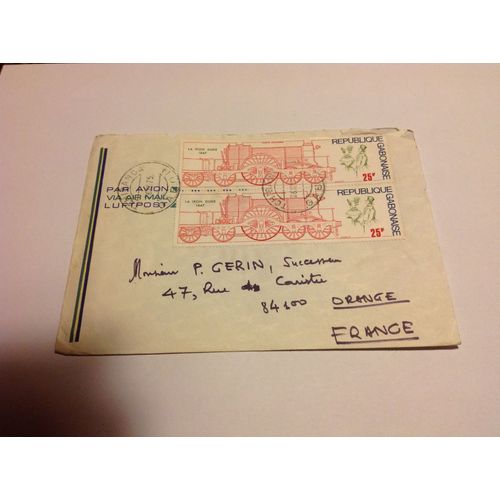 LA IRON DUKE
1847
REPUBLIQUE GABONAISE
25F
LA IRON DUKE
1847
REPUBLIQUE GABONAISE
25F
PAR AVION
VIA AIR MAIL
LUFTPOST
Monsieur P. GERIN, Successeur
47, Rue
84100 ORANGE
FRANCE